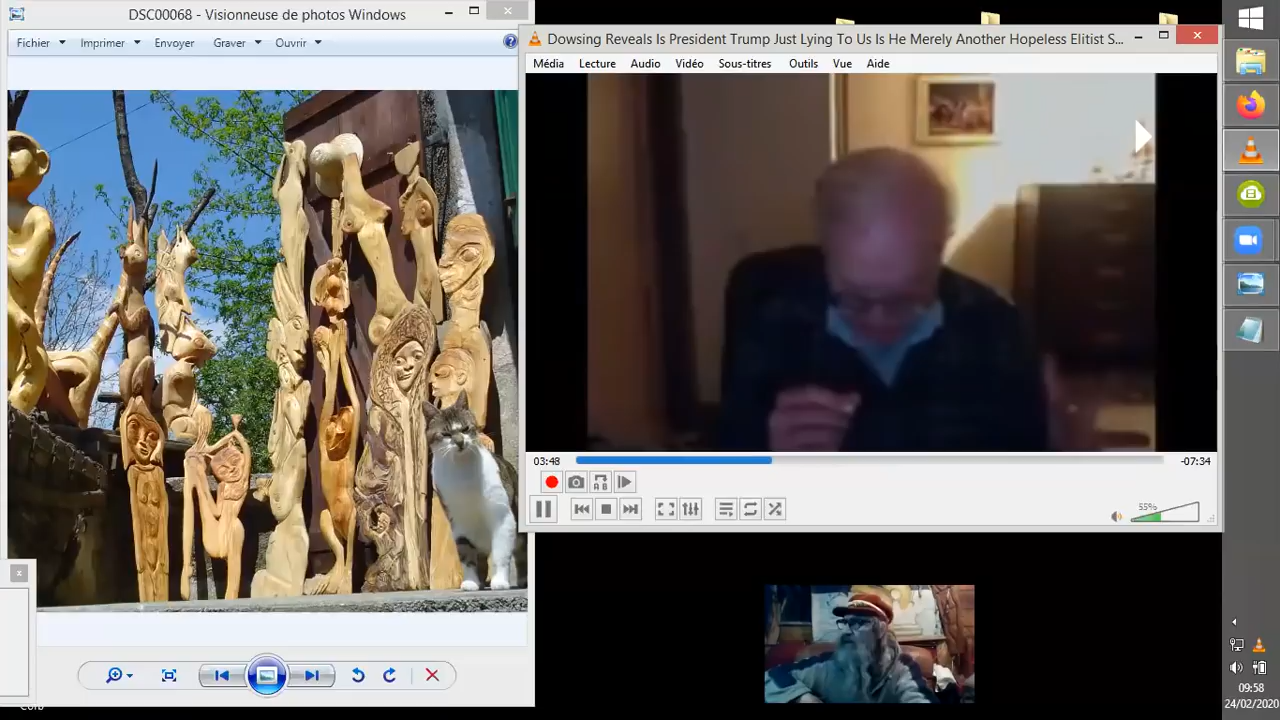 DSC00068 - Visionneuse de photos Windows
Fichier Imprimer Envoyer Graver Ouvrir
Dowsing Reveals Is President Trump Just Lying To Us Is He Merely Another Hopeless Elitist S...
Média Lecture Audio Vidéo Sous-titres Outils Vue Aide
03:48 -07:34
A B
55%
09:58
24/02/2020